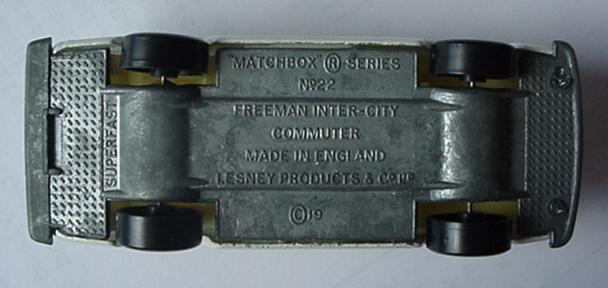 "MATCHBOX" ® SERIES
Nº22
FREEMAN INTER-CITY
COMMUTER
MADE IN ENGLAND
LESNEY PRODUCTS & Cº Lᵀᴰ
©19
SUPERFAST